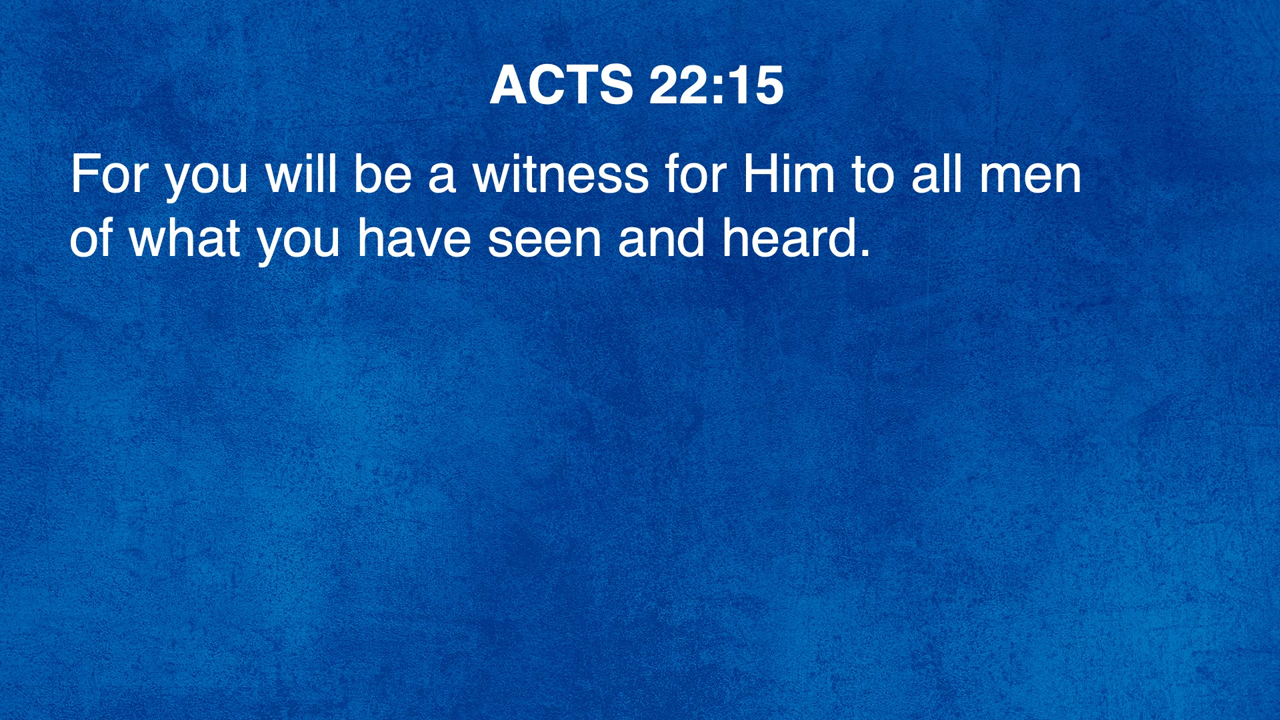 ACTS 22:15
For you will be a witness for Him to all men
of what you have seen and heard.